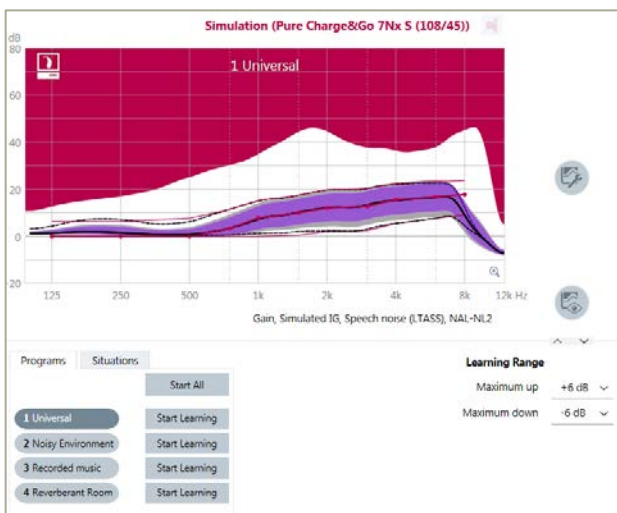 Simulation (Pure Charge&Go 7Nx S (108/45))
dB
80
1 Universal
60
40
20
0
20
125 250 500 1k 2k 4k 8k 12k Hz
Gain, Simulated IG, Speech noise (LTASS), NAL-NL2
Programs Situations
Learning Range
Start All
Maximum up +6 dB
1 Universal Start Learning
Maximum down -6 dB
2 Noisy Environment Start Learning
3 Recorded music Start Learning
4 Reverberant Room Start Learning